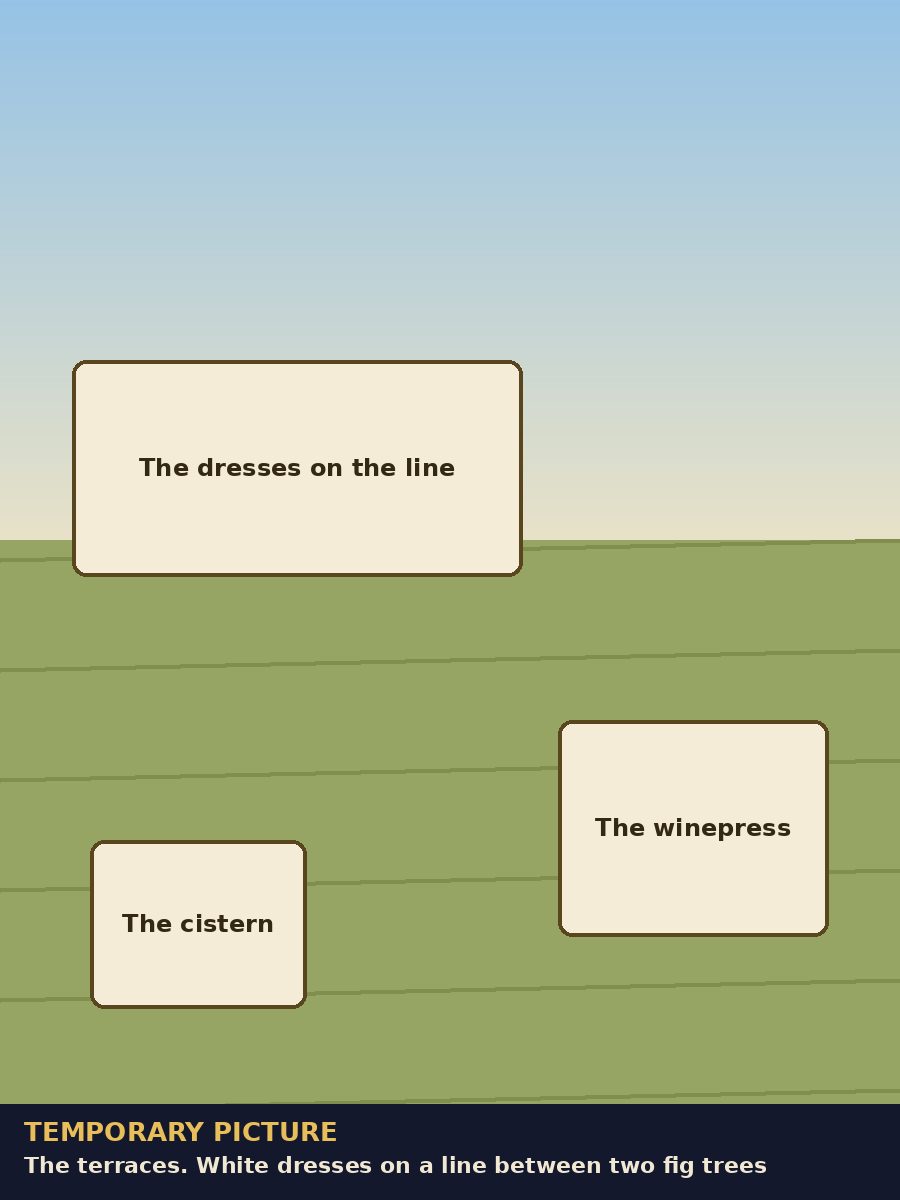 The dresses on the line
The winepress
The cistern
TEMPORARY PICTURE
The terraces. White dresses on a line between two fig trees